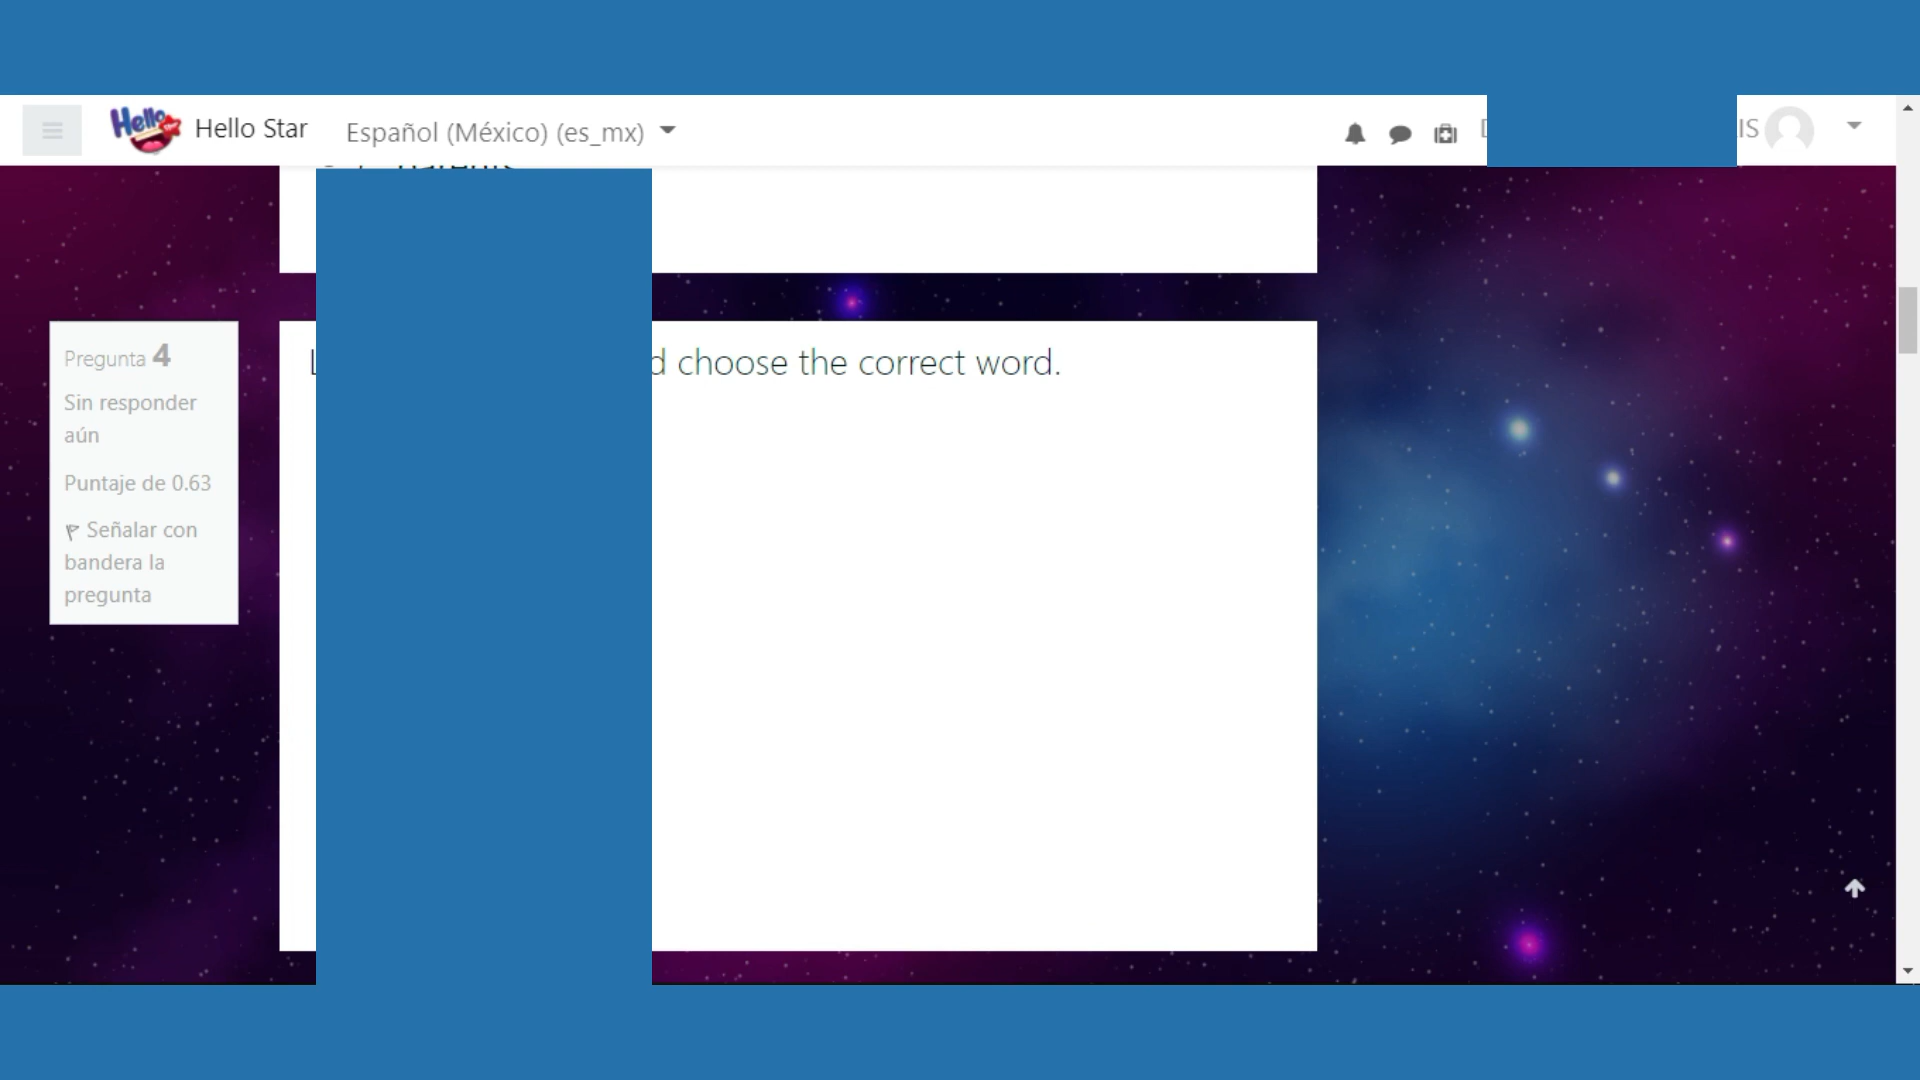 Hello
Hello Star
Español (México) (es_mx)
IS
choose the correct word.
Pregunta 4
Sin responder
aún
Puntaje de 0.63
Señalar con
bandera la
pregunta